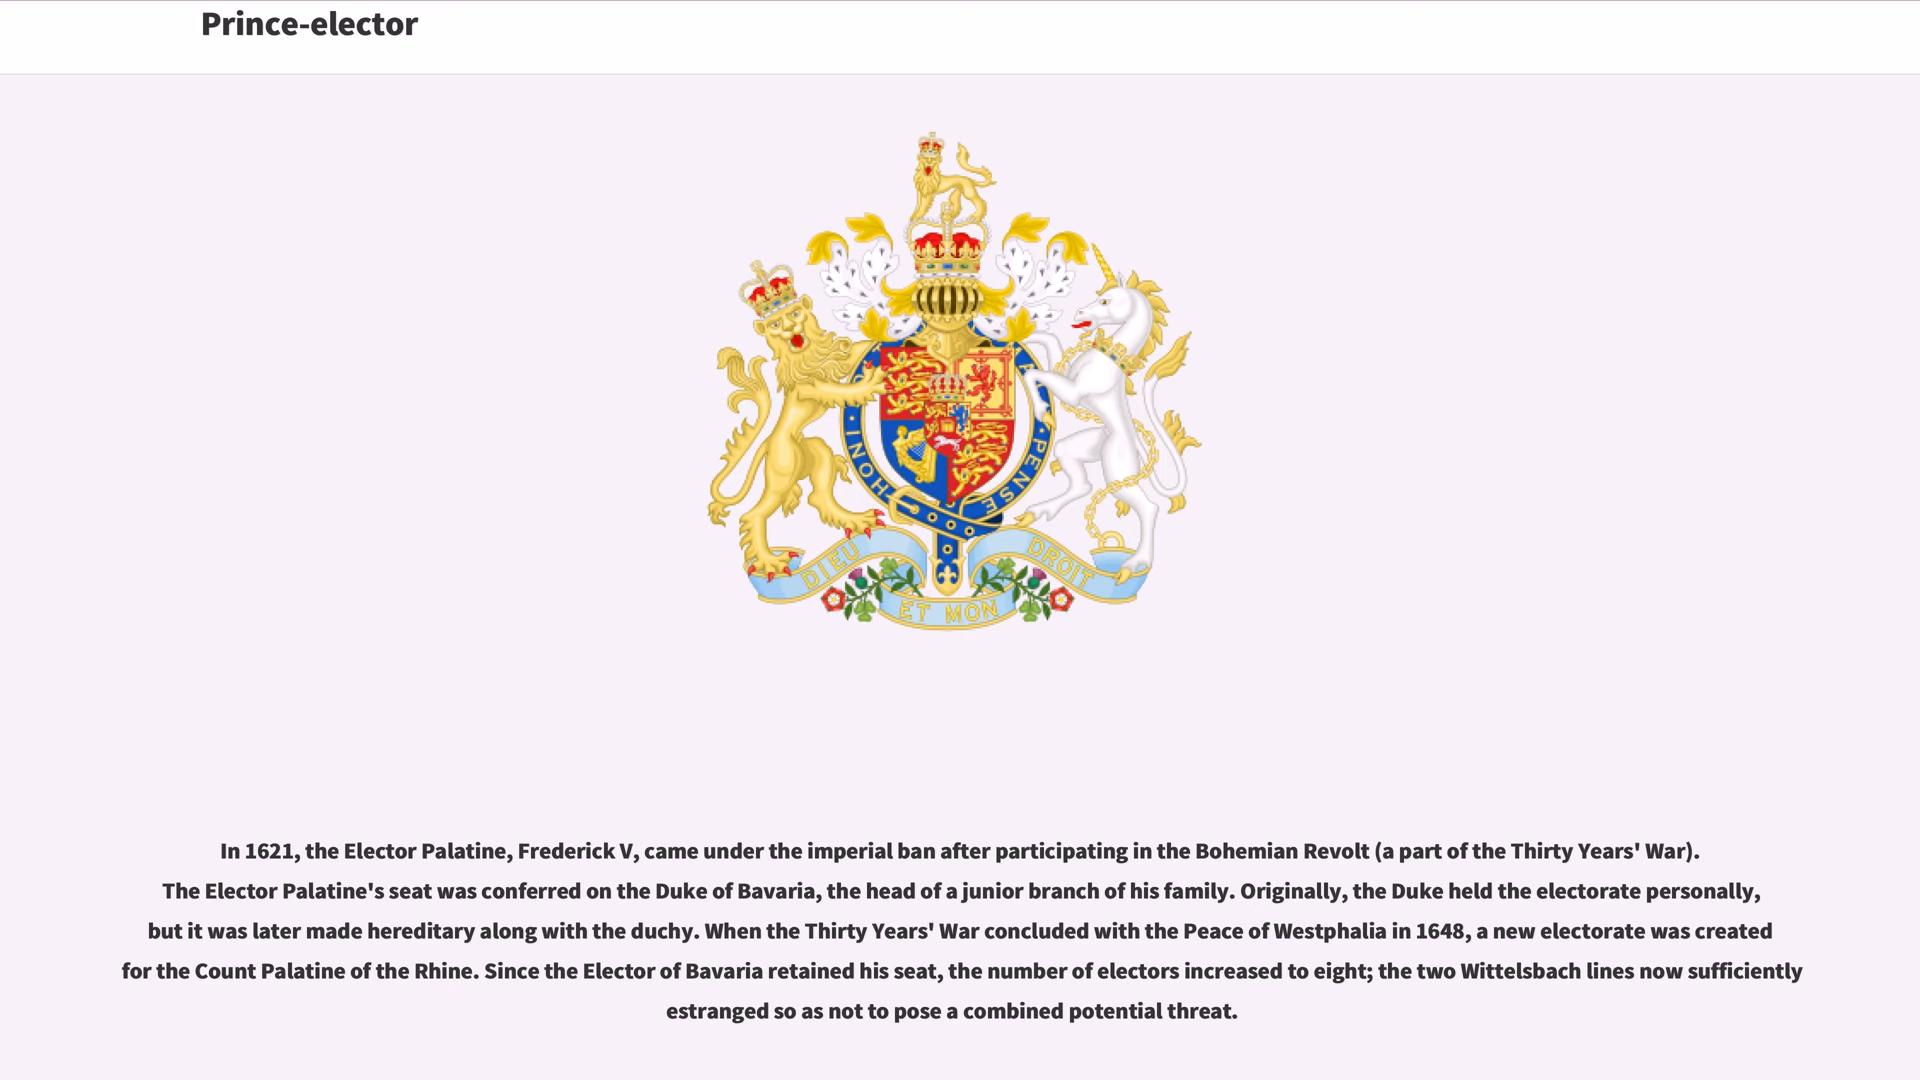 Prince-elector
HONI
PENSE
DIEU
DROIT
ET MON
In 1621, the Elector Palatine, Frederick V, came under the imperial ban after participating in the Bohemian Revolt (a part of the Thirty Years' War).
The Elector Palatine's seat was conferred on the Duke of Bavaria, the head of a junior branch of his family. Originally, the Duke held the electorate personally,
but it was later made hereditary along with the duchy. When the Thirty Years' War concluded with the Peace of Westphalia in 1648, a new electorate was created
for the Count Palatine of the Rhine. Since the Elector of Bavaria retained his seat, the number of electors increased to eight; the two Wittelsbach lines now sufficiently
estranged so as not to pose a combined potential threat.